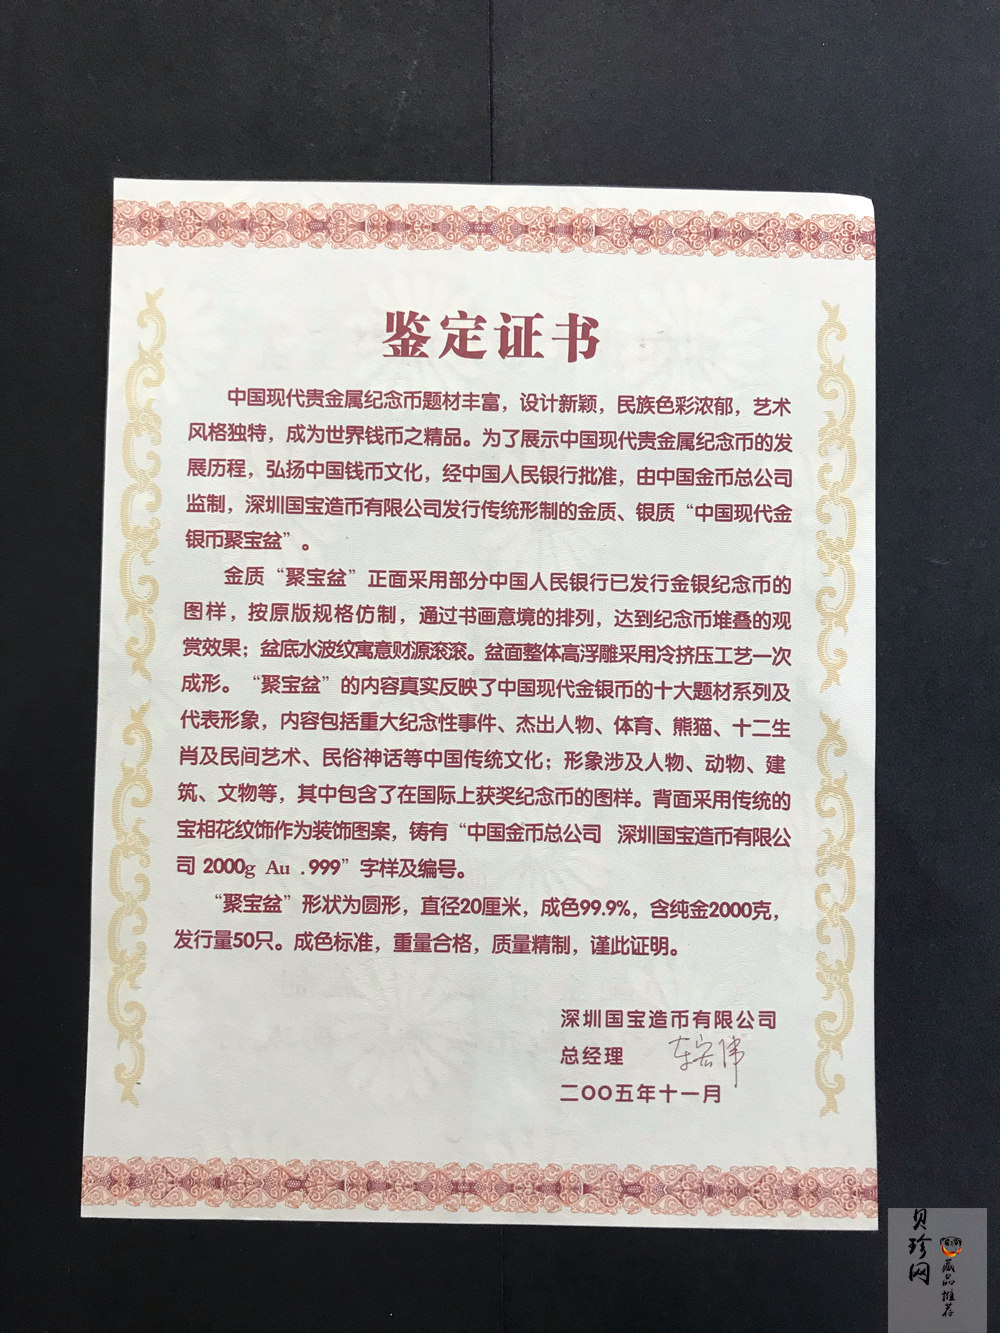 鉴定证书
中国现代贵金属纪念币题材丰富，设计新颖，民族色彩浓郁，艺术
风格独特，成为世界钱币之精品。为了展示中国现代贵金属纪念币的发
展历程，弘扬中国钱币文化，经中国人民银行批准，由中国金币总公司
监制，深圳国宝造币有限公司发行传统形制的金质、银质“中国现代金
银币聚宝盆”。
金质“聚宝盆”正面采用部分中国人民银行已发行金银纪念币的
图样，按原版规格仿制，通过书画意境的排列，达到纪念币堆叠的观
赏效果；盆底水波纹寓意财源滚滚。盆面整体高浮雕采用冷挤压工艺一次
成形。“聚宝盆”的内容真实反映了中国现代金银币的十大题材系列及
代表形象，内容包括重大纪念性事件、杰出人物、体育、熊猫、十二生
肖及民间艺术、民俗神话等中国传统文化；形象涉及人物、动物、建
筑、文物等，其中包含了在国际上获奖纪念币的图样。背面采用传统的
宝相花纹饰作为装饰图案，铸有“中国金币总公司 深圳国宝造币有限公
司 2000g Au .999”字样及编号。
“聚宝盆”形状为圆形，直径20厘米，成色99.9%，含纯金2000克，
发行量50只。成色标准，重量合格，质量精制，谨此证明。
深圳国宝造币有限公司
总经理
二〇〇五年十一月
贝珍网
藏品推荐